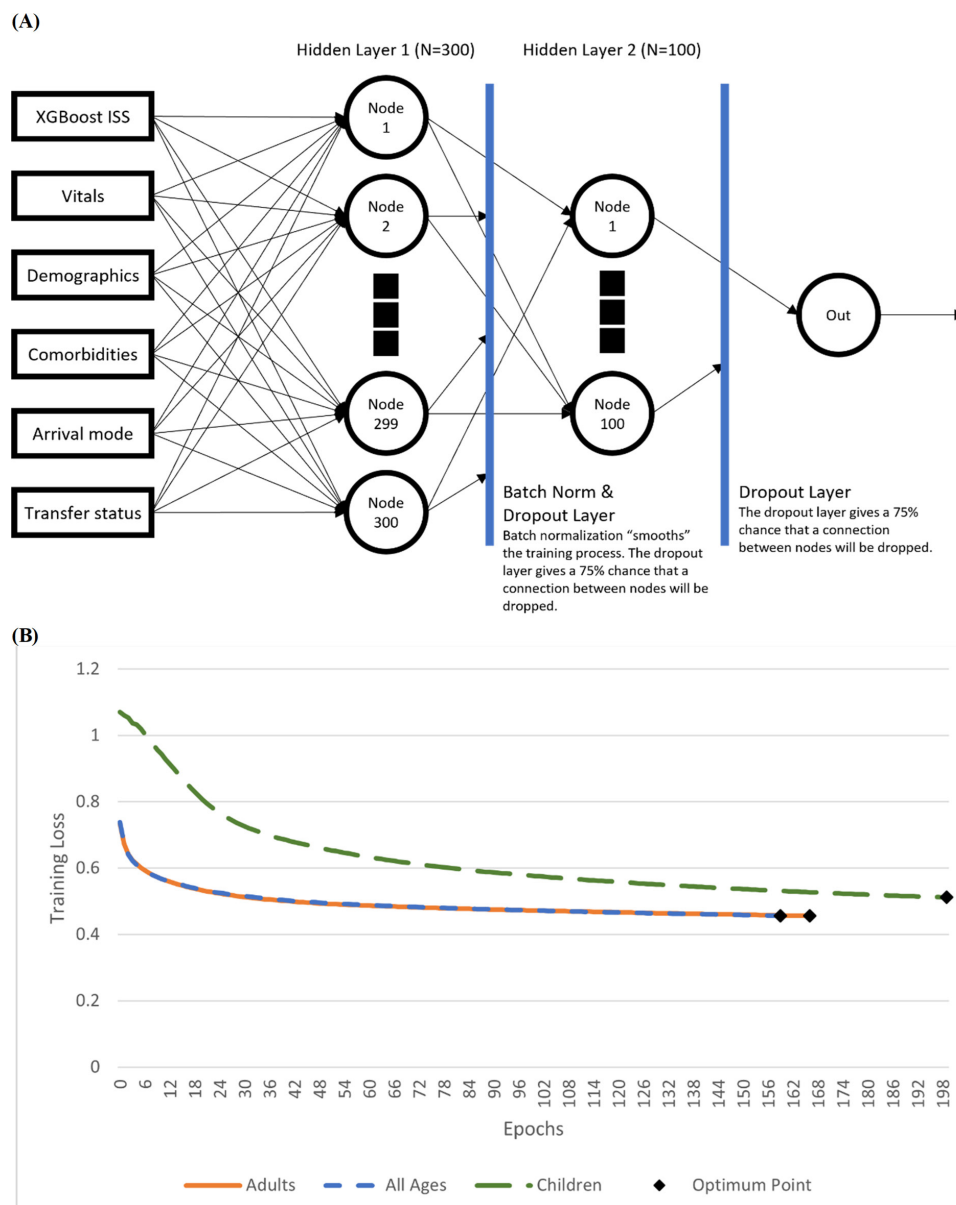 (A)
Hidden Layer 1 (N=300)
Hidden Layer 2 (N=100)
XGBoost ISS
Vitals
Demographics
Comorbidities
Arrival mode
Transfer status
Node
1
Node
2
Node
299
Node
300
Node
1
Node
100
Out
Batch Norm &
Dropout Layer
Batch normalization “smooths”
the training process. The dropout
layer gives a 75% chance that a
connection between nodes will be
dropped.
Dropout Layer
The dropout layer gives a 75%
chance that a connection
between nodes will be dropped.
(B)
Training Loss
1.2
1
0.8
0.6
0.4
0.2
0
0 6 12 18 24 30 36 42 48 54 60 66 72 78 84 90 96 102 108 114 120 126 132 138 144 150 156 162 168 174 180 186 192 198
Epochs
Adults All Ages Children Optimum Point